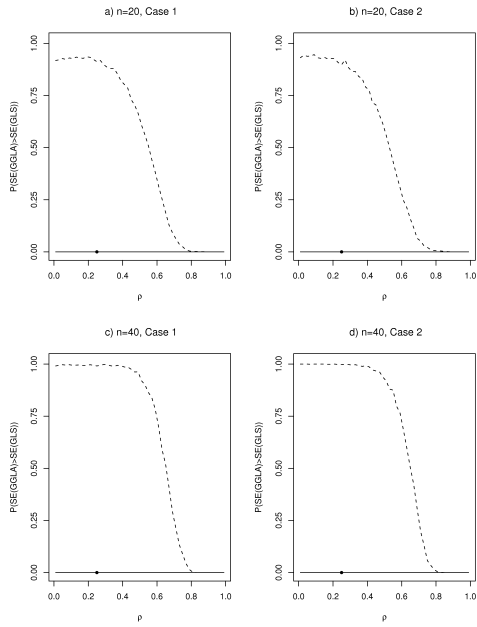 a) n=20, Case 1
P(SE(GGLA)>SE(GLS))
1.00
0.75
0.50
0.25
0.00
0.0 0.2 0.4 0.6 0.8 1.0
ρ
b) n=20, Case 2
P(SE(GGLA)>SE(GLS))
1.00
0.75
0.50
0.25
0.00
0.0 0.2 0.4 0.6 0.8 1.0
ρ
c) n=40, Case 1
P(SE(GGLA)>SE(GLS))
1.00
0.75
0.50
0.25
0.00
0.0 0.2 0.4 0.6 0.8 1.0
ρ
d) n=40, Case 2
P(SE(GGLA)>SE(GLS))
1.00
0.75
0.50
0.25
0.00
0.0 0.2 0.4 0.6 0.8 1.0
ρ